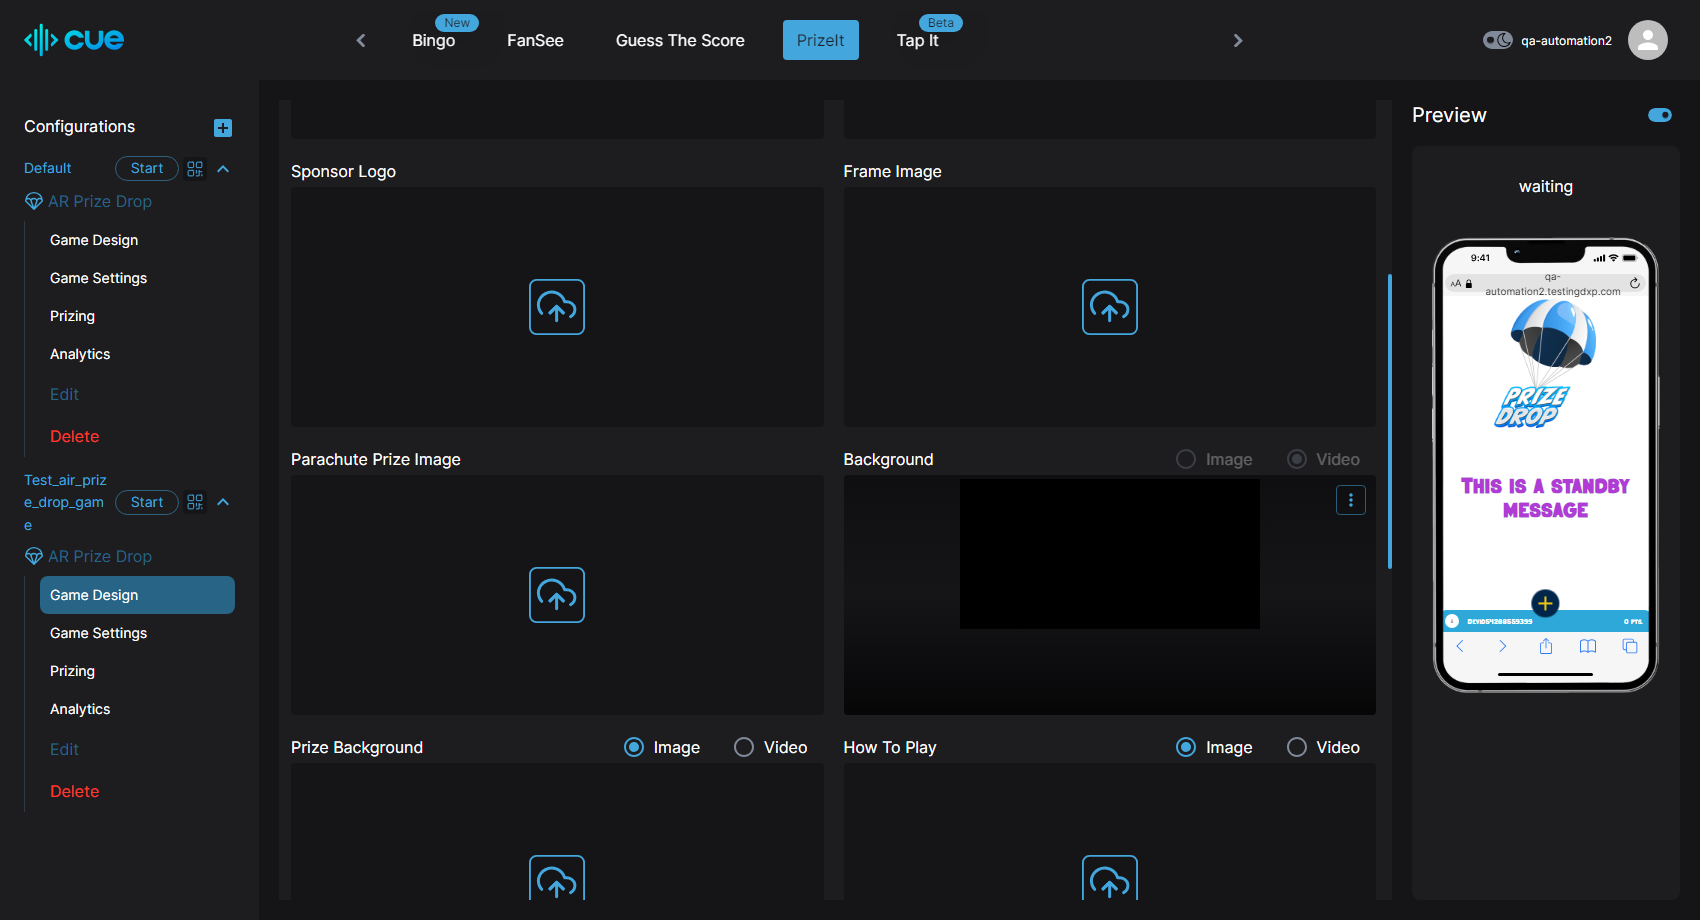 cue
New
Bingo
FanSee
Guess The Score
PrizeIt
Beta
Tap It
qa-automation2
Configurations
Default
Start
AR Prize Drop
Game Design
Game Settings
Prizing
Analytics
Edit
Delete
Test_air_priz
e_drop_gam
e
Start
AR Prize Drop
Game Design
Game Settings
Prizing
Analytics
Edit
Delete
Sponsor Logo
Frame Image
Parachute Prize Image
Background
Image
Video
Prize Background
Image
Video
How To Play
Image
Video
Preview
waiting
9:41
AA
qa-
automation2.testingdxp.com
PRIZE
DROP
THIS IS A STANDBY
MESSAGE
0 PTS.